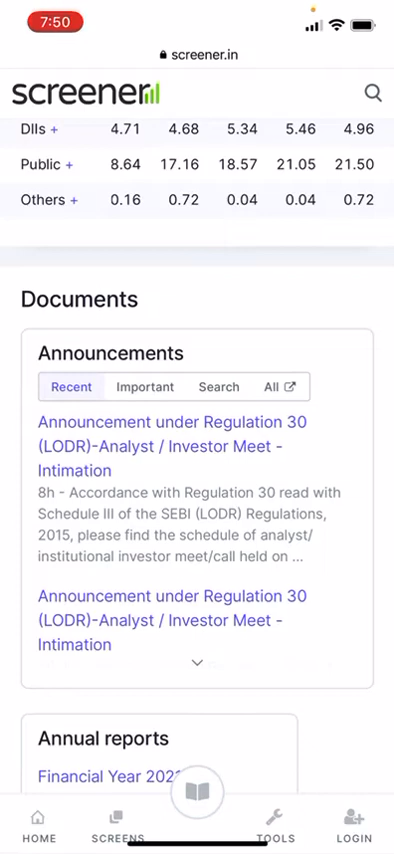 7:50
screener.in
screener
DIIs + 4.71 4.68 5.34 5.46 4.96
Public + 8.64 17.16 18.57 21.05 21.50
Others + 0.16 0.72 0.04 0.04 0.72
Documents
Announcements
Recent Important Search All
Announcement under Regulation 30
(LODR)-Analyst / Investor Meet -
Intimation
8h - Accordance with Regulation 30 read with
Schedule III of the SEBI (LODR) Regulations,
2015, please find the schedule of analyst/
institutional investor meet/call held on ...
Announcement under Regulation 30
(LODR)-Analyst / Investor Meet -
Intimation
Annual reports
Financial Year 2021
HOME SCREENS TOOLS LOGIN